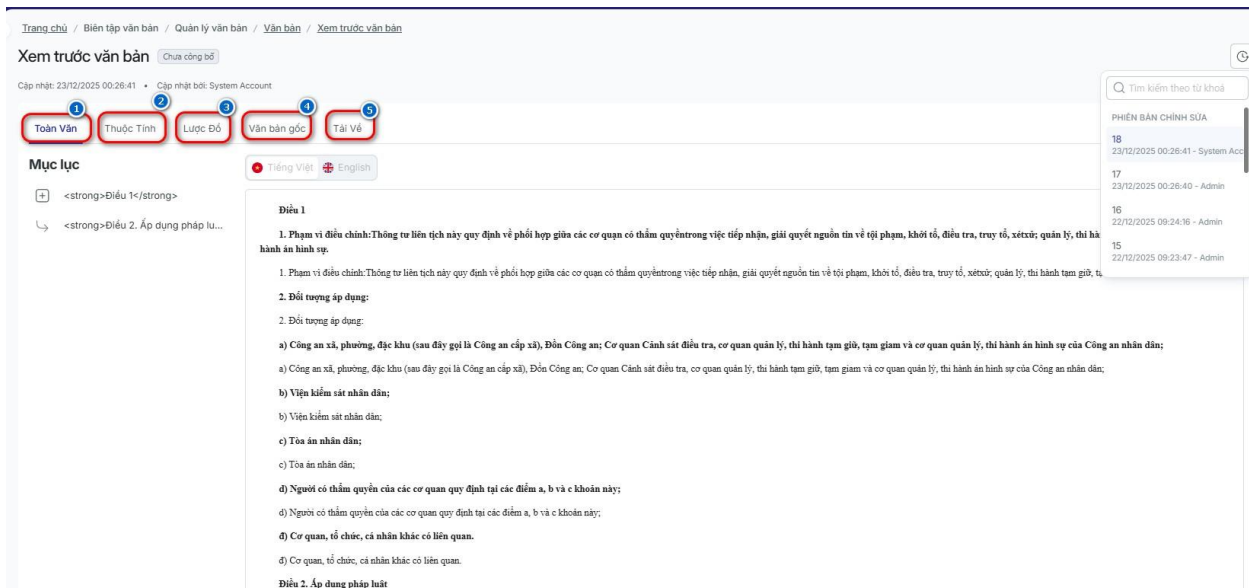 Trang chủ / Biên tập văn bản / Quản lý văn bản / Văn bản / Xem trước văn bản
Xem trước văn bản Chưa công bố
Cập nhật: 23/12/2025 00:26:41 • Cập nhật bởi: System Account
1 2 3 4 5
Toàn Văn Thuộc Tính Lược Đồ Văn bản gốc Tải Về
Tìm kiếm theo từ khoá
PHIÊN BẢN CHỈNH SỬA
18
23/12/2025 00:26:41 - System Acc
17
23/12/2025 00:26:40 - Admin
16
22/12/2025 09:24:16 - Admin
15
22/12/2025 09:23:47 - Admin
Mục lục
<strong>Điều 1</strong>
<strong>Điều 2. Áp dụng pháp lu...
Tiếng Việt English
Điều 1
1. Phạm vi điều chỉnh:Thông tư liên tịch này quy định về phối hợp giữa các cơ quan có thẩm quyềntrong việc tiếp nhận, giải quyết nguồn tin về tội phạm, khởi tố, điều tra, truy tố, xétxử; quản lý, thi hà
hành án hình sự.
1. Phạm vi điều chỉnh:Thông tư liên tịch này quy định về phối hợp giữa các cơ quan có thẩm quyềntrong việc tiếp nhận, giải quyết nguồn tin về tội phạm, khởi tố, điều tra, truy tố, xétxử; quản lý, thi hành tạm giữ, tạ
2. Đối tượng áp dụng:
2. Đối tượng áp dụng:
a) Công an xã, phường, đặc khu (sau đây gọi là Công an cấp xã), Đồn Công an; Cơ quan Cảnh sát điều tra, cơ quan quản lý, thi hành tạm giữ, tạm giam và cơ quan quản lý, thi hành án hình sự của Công an nhân dân;
a) Công an xã, phường, đặc khu (sau đây gọi là Công an cấp xã), Đồn Công an; Cơ quan Cảnh sát điều tra, cơ quan quản lý, thi hành tạm giữ, tạm giam và cơ quan quản lý, thi hành án hình sự của Công an nhân dân;
b) Viện kiểm sát nhân dân;
b) Viện kiểm sát nhân dân;
c) Tòa án nhân dân;
c) Tòa án nhân dân;
d) Người có thẩm quyền của các cơ quan quy định tại các điểm a, b và c khoản này;
d) Người có thẩm quyền của các cơ quan quy định tại các điểm a, b và c khoản này;
đ) Cơ quan, tổ chức, cá nhân khác có liên quan.
đ) Cơ quan, tổ chức, cá nhân khác có liên quan.
Điều 2. Áp dụng pháp luật